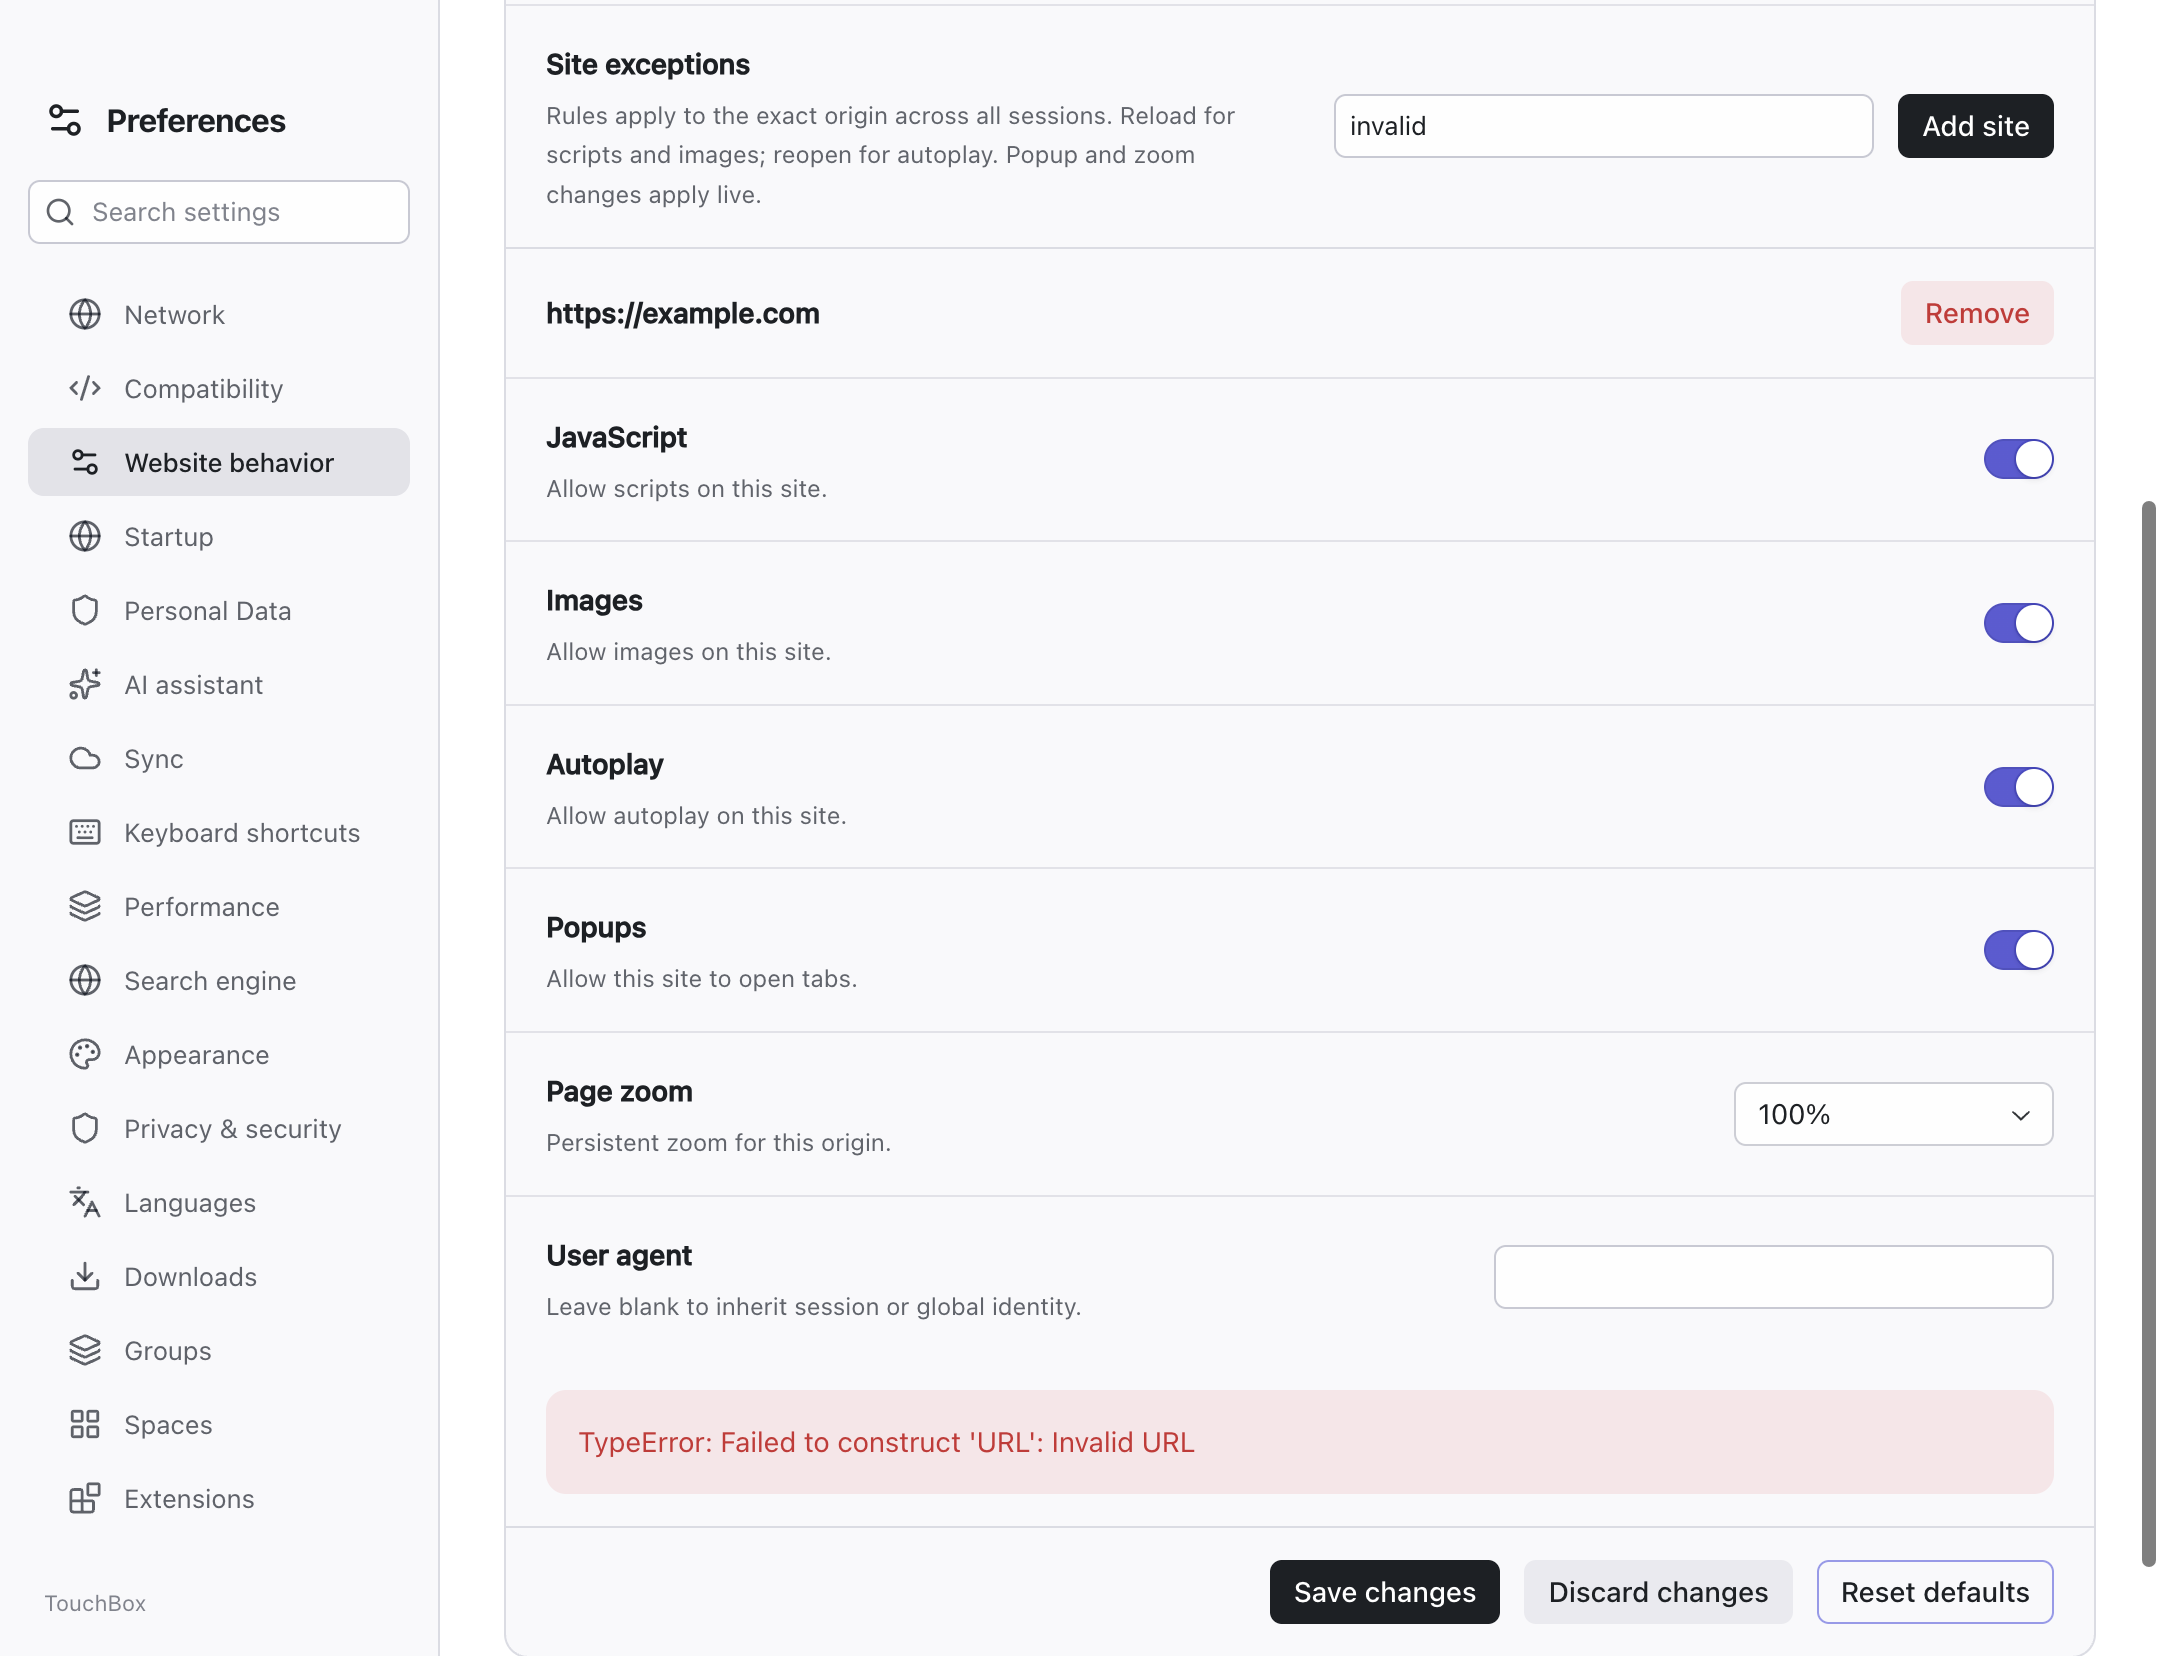 Preferences
Search settings
Network
Compatibility
Website behavior
Startup
Personal Data
AI assistant
Sync
Keyboard shortcuts
Performance
Search engine
Appearance
Privacy & security
Languages
Downloads
Groups
Spaces
Extensions
TouchBox
Site exceptions
Rules apply to the exact origin across all sessions. Reload for
scripts and images; reopen for autoplay. Popup and zoom
changes apply live.
invalid
Add site
https://example.com
Remove
JavaScript
Allow scripts on this site.
Images
Allow images on this site.
Autoplay
Allow autoplay on this site.
Popups
Allow this site to open tabs.
Page zoom
Persistent zoom for this origin.
100%
User agent
Leave blank to inherit session or global identity.
TypeError: Failed to construct 'URL': Invalid URL
Save changes
Discard changes
Reset defaults